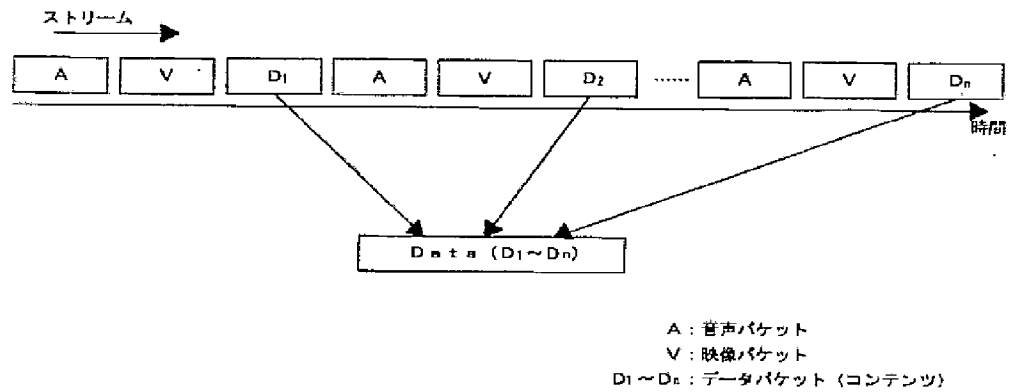 ストリーム
A V D1 A V D2 …… A V Dn
時間
Data (D1~Dn)
A:音声パケット
V:映像パケット
D1~Dn:データパケット(コンテンツ)